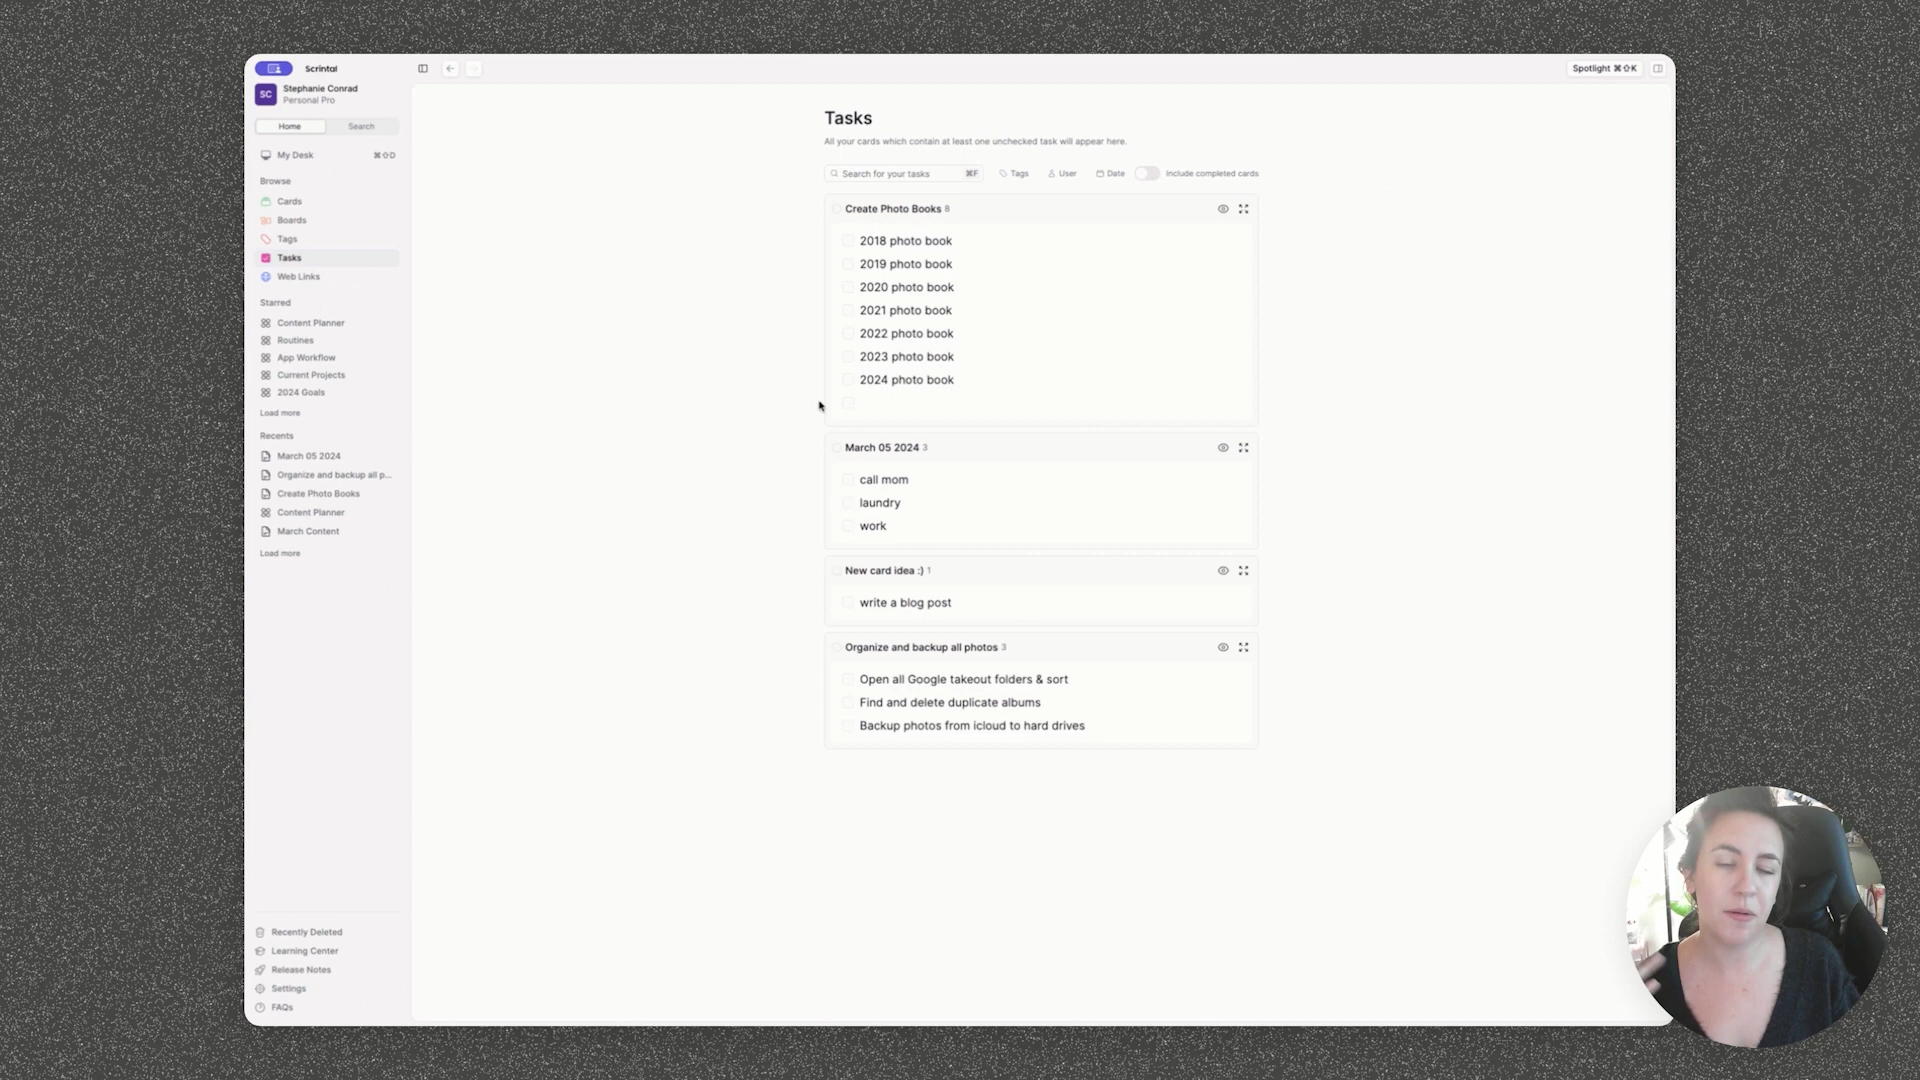 Scrintal
Spotlight ⌘⇧K
SC
Stephanie Conrad
Personal Pro
Home
Search
My Desk ⌘⇧D
Browse
Cards
Boards
Tags
Tasks
Web Links
Starred
Content Planner
Routines
App Workflow
Current Projects
2024 Goals
Load more
Recents
March 05 2024
Organize and backup all p...
Create Photo Books
Content Planner
March Content
Load more
Recently Deleted
Learning Center
Release Notes
Settings
FAQs
Tasks
All your cards which contain at least one unchecked task will appear here.
Search for your tasks ⌘F Tags User Date Include completed cards
Create Photo Books 8
2018 photo book
2019 photo book
2020 photo book
2021 photo book
2022 photo book
2023 photo book
2024 photo book
March 05 2024 3
call mom
laundry
work
New card idea :) 1
write a blog post
Organize and backup all photos 3
Open all Google takeout folders & sort
Find and delete duplicate albums
Backup photos from icloud to hard drives